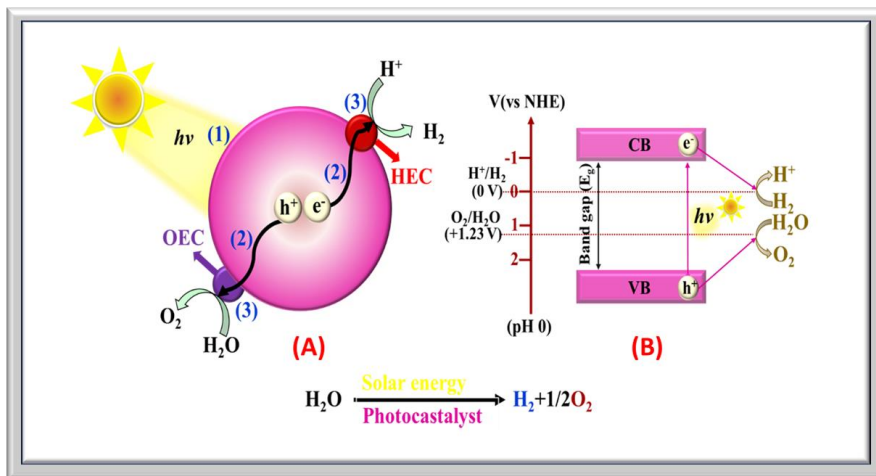 hν (1)
(2)
(3)
H⁺
H₂
HEC
h⁺ e⁻
(2)
OEC
(3)
O₂
H₂O
(A)
V(vs NHE)
-1
H⁺/H₂
(0 V)
0
O₂/H₂O
(+1.23 V)
1
2
(pH 0)
Band gap (Eg)
CB e⁻
hν
VB h⁺
H⁺
H₂
H₂O
O₂
(B)
Solar energy
H₂O H₂+1/2O₂
Photocastalyst